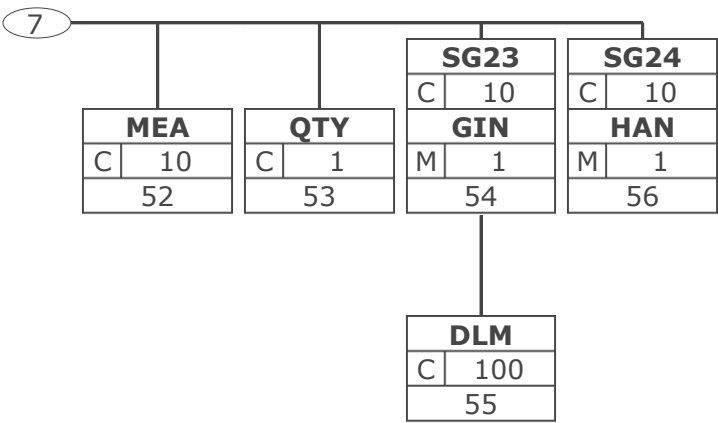 7
SG23 SG24
C 10 C 10
MEA QTY GIN HAN
C 10 C 1 M 1 M 1
52 53 54 56
DLM
C 100
55